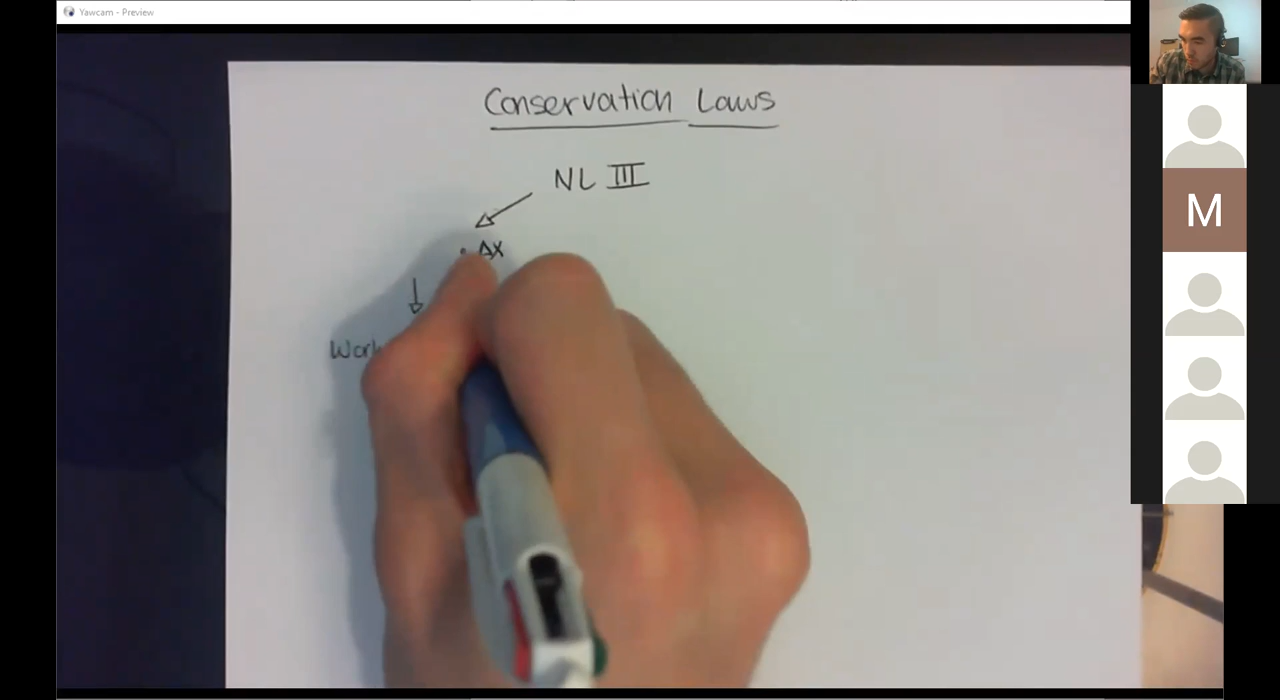 Yawcam - Preview
Conservation Laws
NL III
• ΔX
Work
M